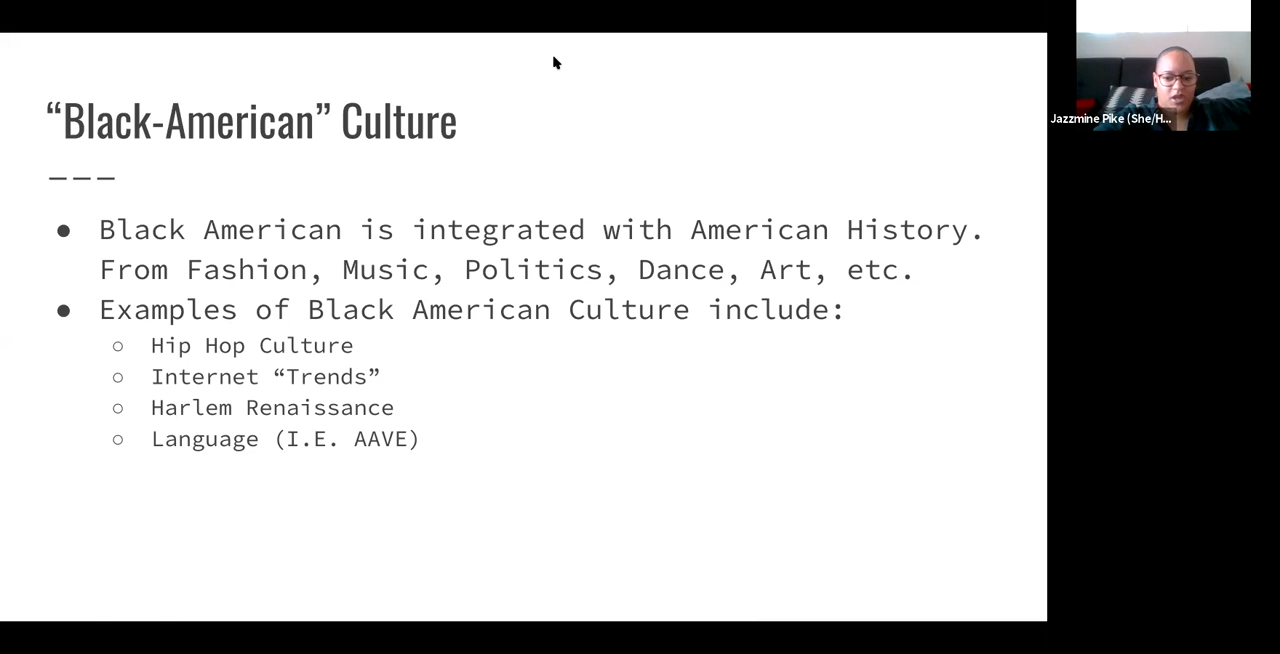 “Black-American” Culture
● Black American is integrated with American History.
From Fashion, Music, Politics, Dance, Art, etc.
● Examples of Black American Culture include:
○ Hip Hop Culture
○ Internet “Trends”
○ Harlem Renaissance
○ Language (I.E. AAVE)
Jazzmine Pike (She/H...